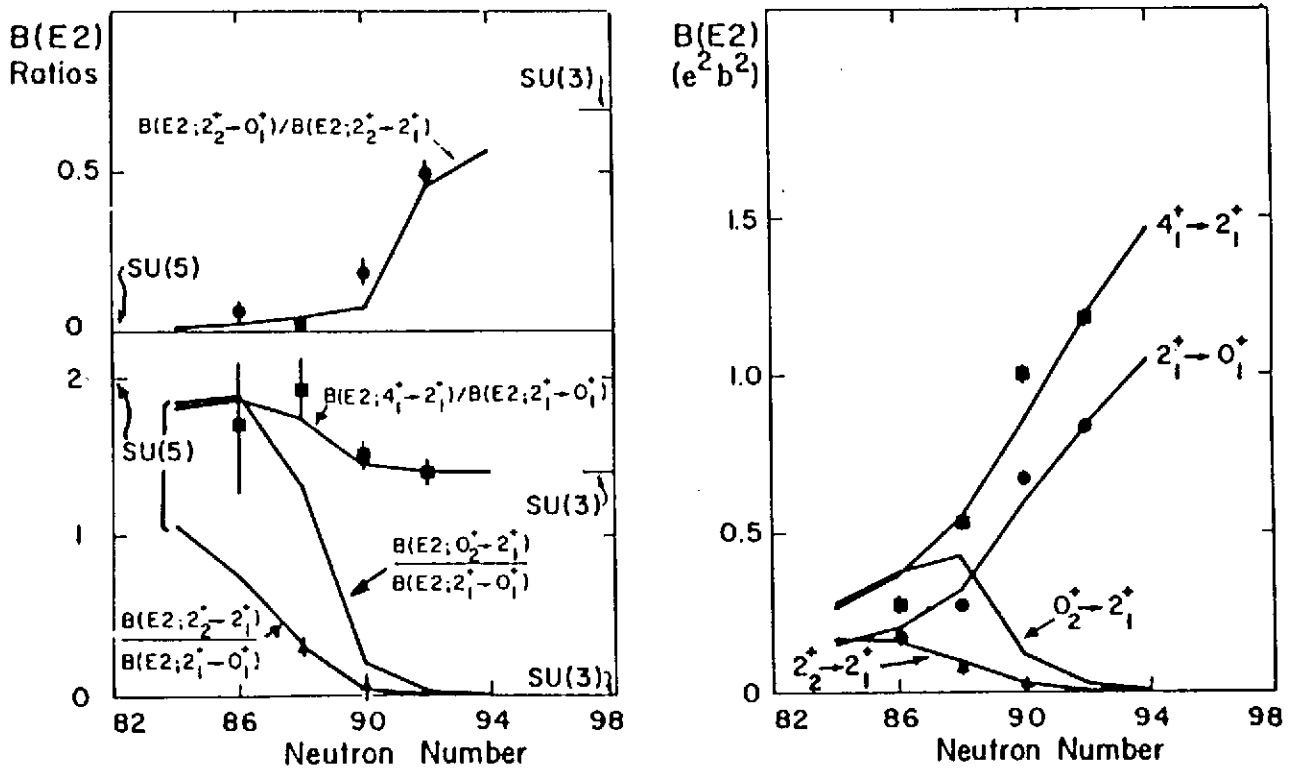 B(E2)
Ratios
SU(3)
B(E2;2₂⁺→0₁⁺)/B(E2;2₂⁺→2₁⁺)
0.5
SU(5)
0
2
B(E2;4₁⁺→2₁⁺)/B(E2;2₁⁺→0₁⁺)
SU(5)
SU(3)
1
B(E2;0₂⁺→2₁⁺)
B(E2;2₁⁺→0₁⁺)
B(E2;2₂⁺→2₁⁺)
B(E2;2₁⁺→0₁⁺)
SU(3)
0
82 86 90 94 98
Neutron Number
B(E2)
(e²b²)
1.5
4₁⁺→2₁⁺
1.0
2₁⁺→0₁⁺
0.5
0₂⁺→2₁⁺
2₂⁺→2₁⁺
0
82 86 90 94 98
Neutron Number